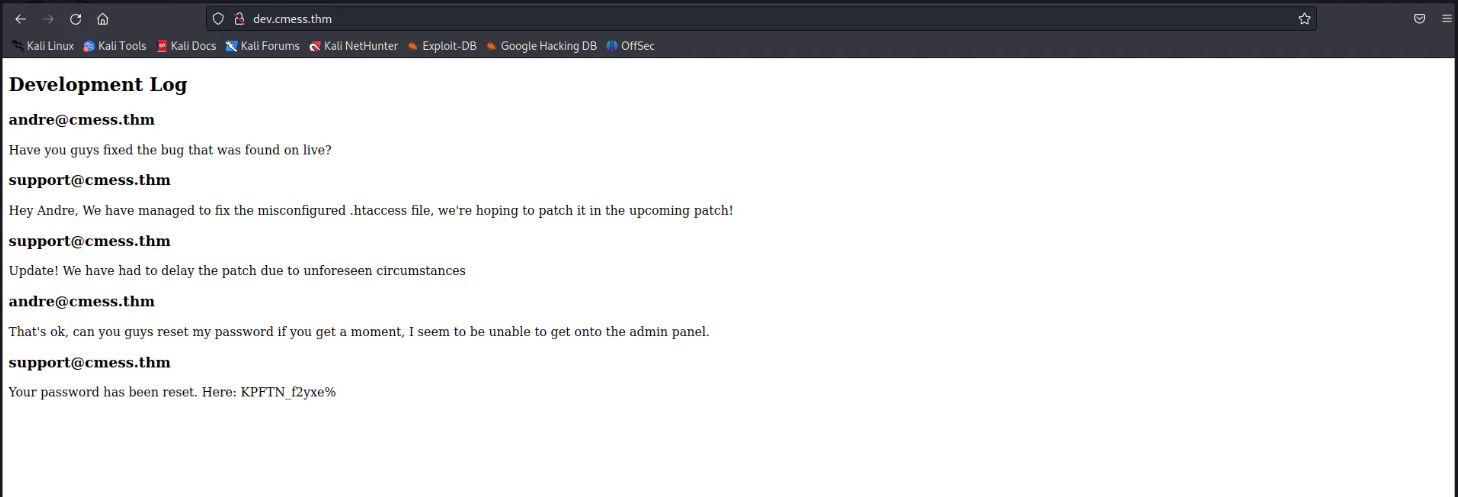 dev.cmess.thm
Kali Linux Kali Tools Kali Docs Kali Forums Kali NetHunter Exploit-DB Google Hacking DB OffSec
Development Log
andre@cmess.thm
Have you guys fixed the bug that was found on live?
support@cmess.thm
Hey Andre, We have managed to fix the misconfigured .htaccess file, we're hoping to patch it in the upcoming patch!
support@cmess.thm
Update! We have had to delay the patch due to unforeseen circumstances
andre@cmess.thm
That's ok, can you guys reset my password if you get a moment, I seem to be unable to get onto the admin panel.
support@cmess.thm
Your password has been reset. Here: KPFTN_f2yxe%